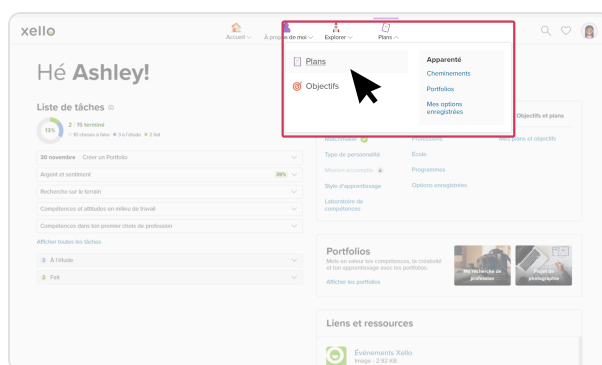 xello
Accueil
À propos de moi
Explorer
Plans
Plans
Objectifs
Apparenté
Cheminements
Portfolios
Mes options
enregistrées
Hé Ashley!
Liste de tâches
13%
2 / 15 terminé
10 choses à faire
3 à l'étude
2 fait
30 novembre Créer un Portfolio
Argent et sentiment
Recherche sur le terrain
Compétences et attitudes en milieu de travail
Compétences dans ton premier choix de profession
Afficher toutes les tâches
3 À l'étude
2 Fait
Objectifs et plans
Matchmaker
Professions
Mes plans et objectifs
Type de personnalité
École
Mission accomplie
Programmes
Style d'apprentissage
Options enregistrées
Laboratoire de
compétences
Portfolios
Mets en valeur tes compétences, ta créativité
et ton apprentissage avec les portfolios.
Afficher les portfolios
Ma recherche de
profession
Projet de
photographie
Liens et ressources
Événements Xello
Image - 2.92 KB